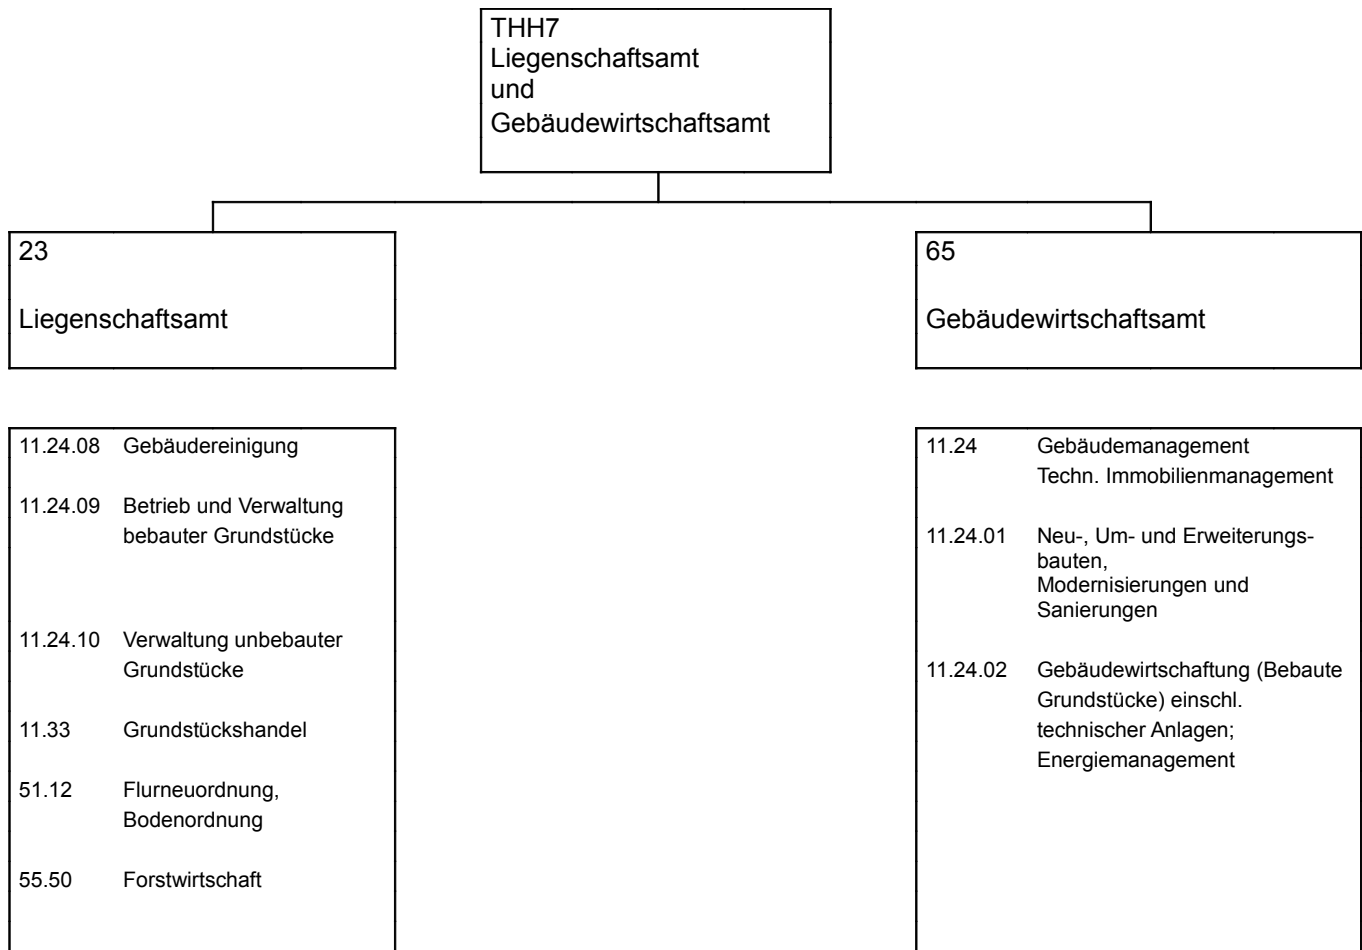 THH7
Liegenschaftsamt
und
Gebäudewirtschaftsamt
23
Liegenschaftsamt
65
Gebäudewirtschaftsamt
11.24.08 Gebäudereinigung
11.24.09 Betrieb und Verwaltung
bebauter Grundstücke
11.24.10 Verwaltung unbebauter
Grundstücke
11.33 Grundstückshandel
51.12 Flurneuordnung,
Bodenordnung
55.50 Forstwirtschaft
11.24 Gebäudemanagement
Techn. Immobilienmanagement
11.24.01 Neu-, Um- und Erweiterungs-
bauten,
Modernisierungen und
Sanierungen
11.24.02 Gebäudewirtschaftung (Bebaute
Grundstücke) einschl.
technischer Anlagen;
Energiemanagement